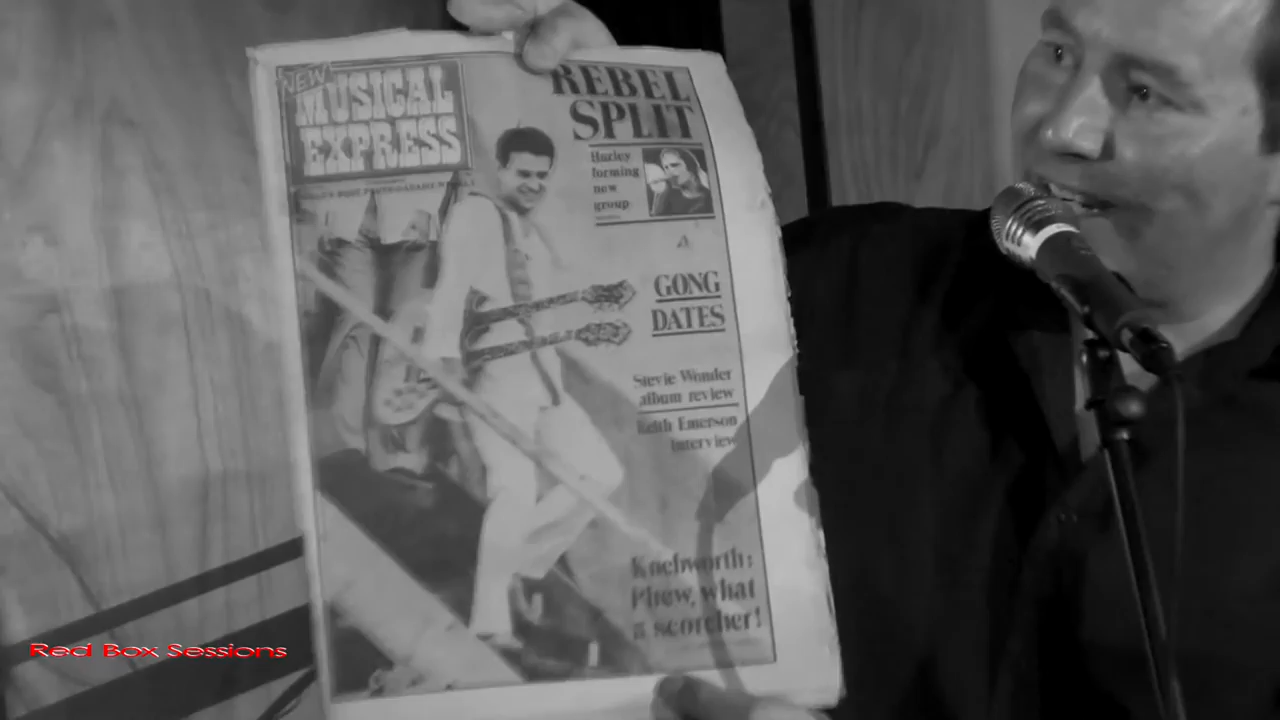 NEW
MUSICAL
EXPRESS
REBEL
SPLIT
Harley
forming
new
group
GONG
DATES
Stevie Wonder
album review
Keith Emerson
interview
Knebworth:
Phew, what
a scorcher!
Red Box Sessions